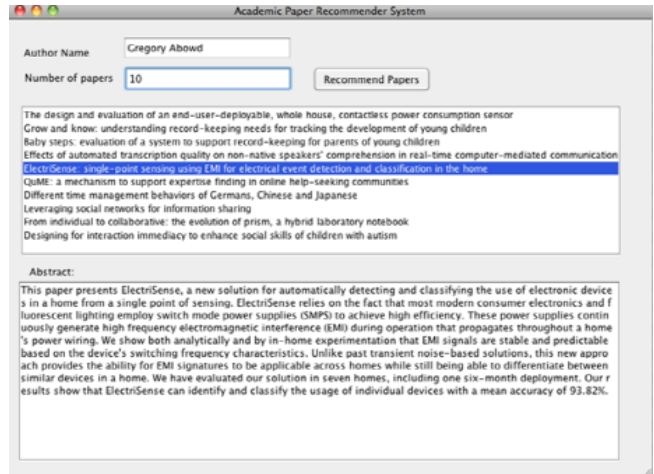 Academic Paper Recommender System
Author Name Gregory Abowd
Number of papers 10 Recommend Papers
The design and evaluation of an end-user-deployable, whole house, contactless power consumption sensor
Grow and know: understanding record-keeping needs for tracking the development of young children
Baby steps: evaluation of a system to support record-keeping for parents of young children
Effects of automated transcription quality on non-native speakers' comprehension in real-time computer-mediated communication
ElectriSense: single-point sensing using EMI for electrical event detection and classification in the home
QuME: a mechanism to support expertise finding in online help-seeking communities
Different time management behaviors of Germans, Chinese and Japanese
Leveraging social networks for information sharing
From individual to collaborative: the evolution of prism, a hybrid laboratory notebook
Designing for interaction immediacy to enhance social skills of children with autism
Abstract:
This paper presents ElectriSense, a new solution for automatically detecting and classifying the use of electronic device
s in a home from a single point of sensing. ElectriSense relies on the fact that most modern consumer electronics and f
luorescent lighting employ switch mode power supplies (SMPS) to achieve high efficiency. These power supplies contin
uously generate high frequency electromagnetic interference (EMI) during operation that propagates throughout a home
's power wiring. We show both analytically and by in-home experimentation that EMI signals are stable and predictable
based on the device's switching frequency characteristics. Unlike past transient noise-based solutions, this new appro
ach provides the ability for EMI signatures to be applicable across homes while still being able to differentiate between
similar devices in a home. We have evaluated our solution in seven homes, including one six-month deployment. Our r
esults show that ElectriSense can identify and classify the usage of individual devices with a mean accuracy of 93.82%.